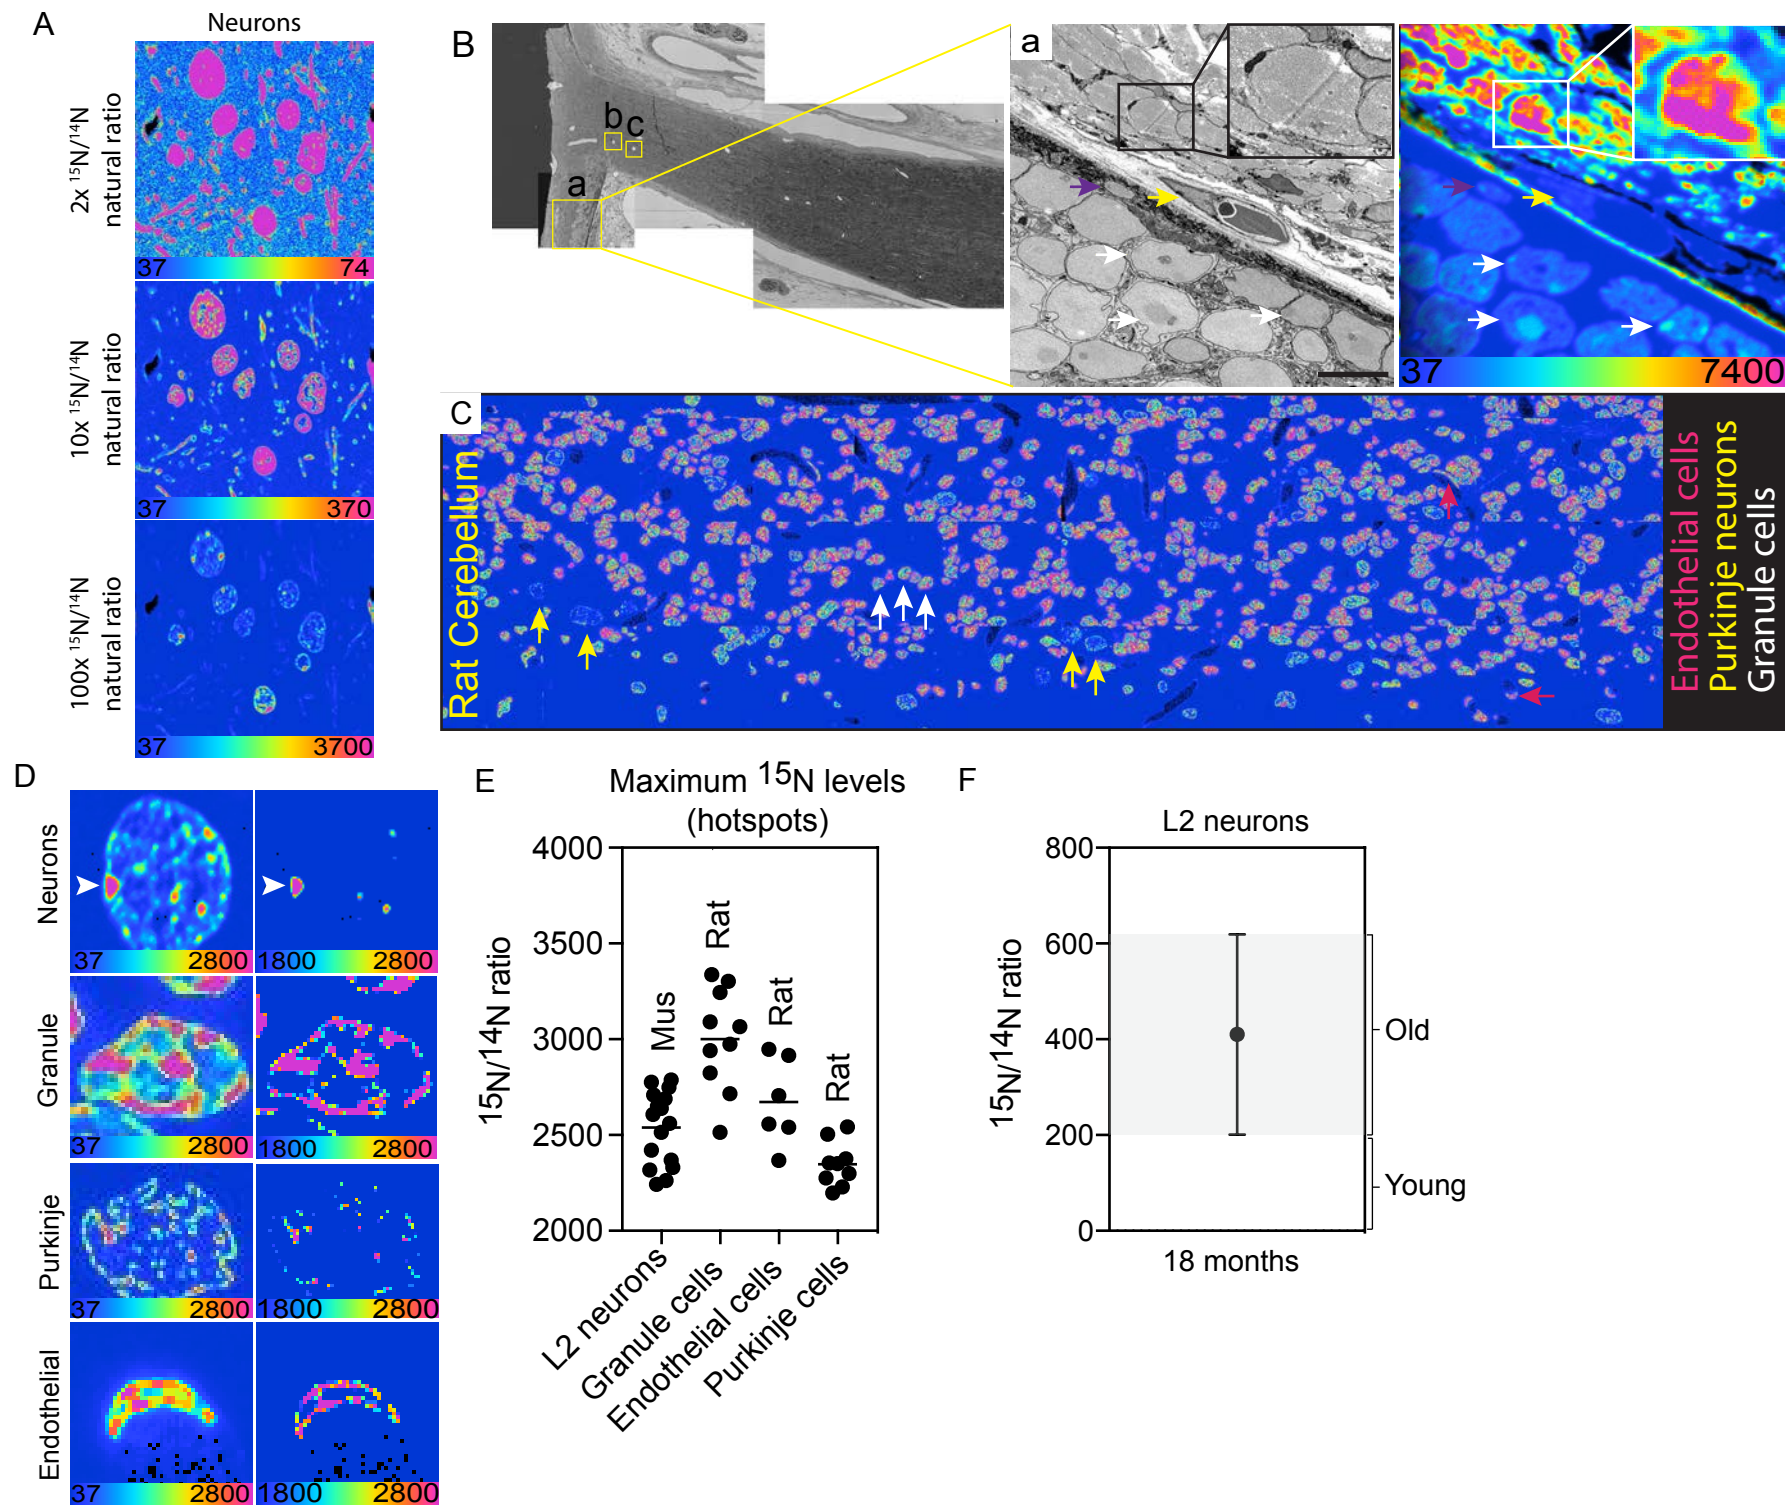 A
Neurons
2x ¹⁵N/¹⁴N
natural ratio
37 74
10x ¹⁵N/¹⁴N
natural ratio
37 370
100x ¹⁵N/¹⁴N
natural ratio
37 3700
B
a
b
c
a
37 7400
C
Rat Cerebellum
Endothelial cells
Purkinje neurons
Granule cells
D
Neurons
37 2800
1800 2800
Granule
37 2800
1800 2800
Purkinje
37 2800
1800 2800
Endothelial
37 2800
1800 2800
E
Maximum ¹⁵N levels
(hotspots)
15N/14N ratio
4000
3500
3000
2500
2000
Mus
Rat
Rat
Rat
L2 neurons
Granule cells
Endothelial cells
Purkinje cells
F
L2 neurons
15N/14N ratio
800
600
400
200
0
Old
Young
18 months